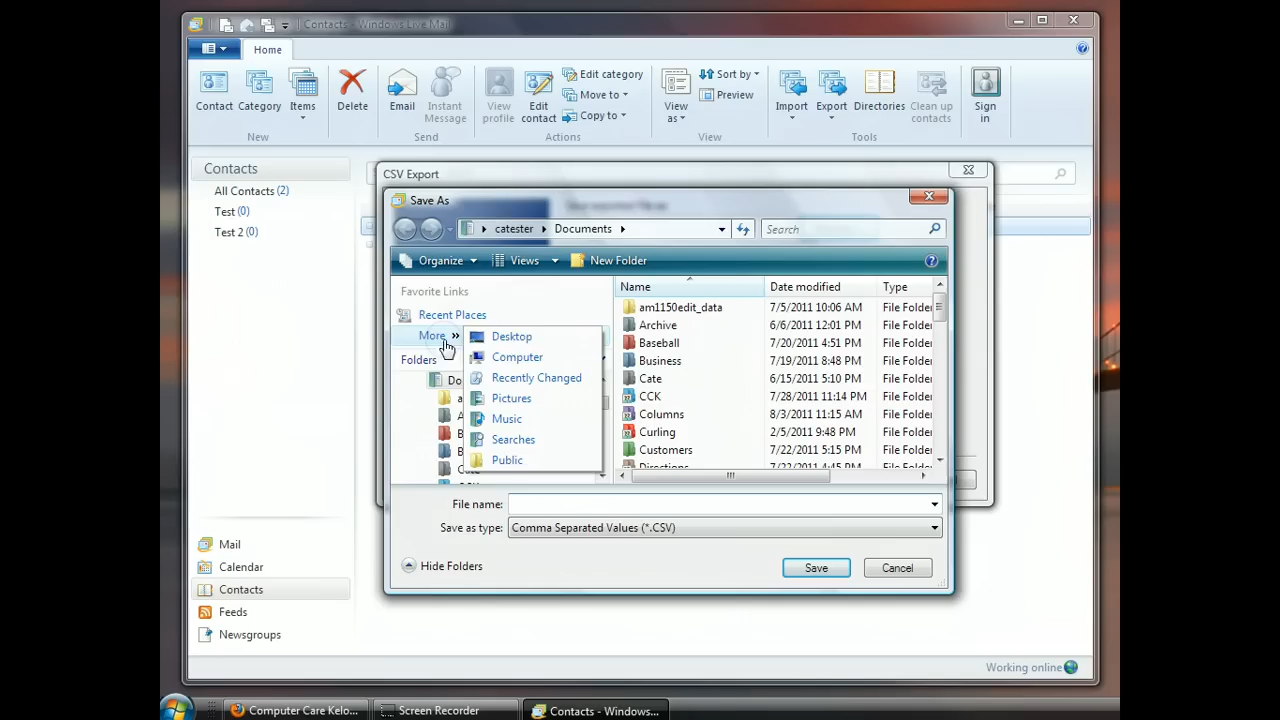 Contacts - Windows Live Mail
Home
Contact
Category
Items
New
Delete
Email
Instant Message
Send
View profile
Edit contact
Edit category
Move to
Copy to
Actions
View as
Sort by
Preview
View
Import
Export
Directories
Clean up contacts
Tools
Sign in
Contacts
All Contacts (2)
Test (0)
Test 2 (0)
CSV Export
Save As
catester
Documents
Search
Organize
Views
New Folder
Favorite Links
Recent Places
More »
Folders
Desktop
Computer
Recently Changed
Pictures
Music
Searches
Public
Name Date modified Type
am1150edit_data 7/5/2011 10:06 AM File Folder
Archive 6/6/2011 12:01 PM File Folder
Baseball 7/20/2011 4:51 PM File Folder
Business 7/19/2011 8:48 PM File Folder
Cate 6/15/2011 5:10 PM File Folder
CCK 7/28/2011 11:14 PM File Folder
Columns 8/3/2011 11:15 AM File Folder
Curling 2/5/2011 9:48 PM File Folder
Customers 7/22/2011 5:15 PM File Folder
Directions 7/22/2011 4:45 PM File Folder
File name:
Save as type: Comma Separated Values (*.CSV)
Hide Folders
Save
Cancel
Mail
Calendar
Contacts
Feeds
Newsgroups
Working online
Computer Care Kelo...
Screen Recorder
Contacts - Windows...